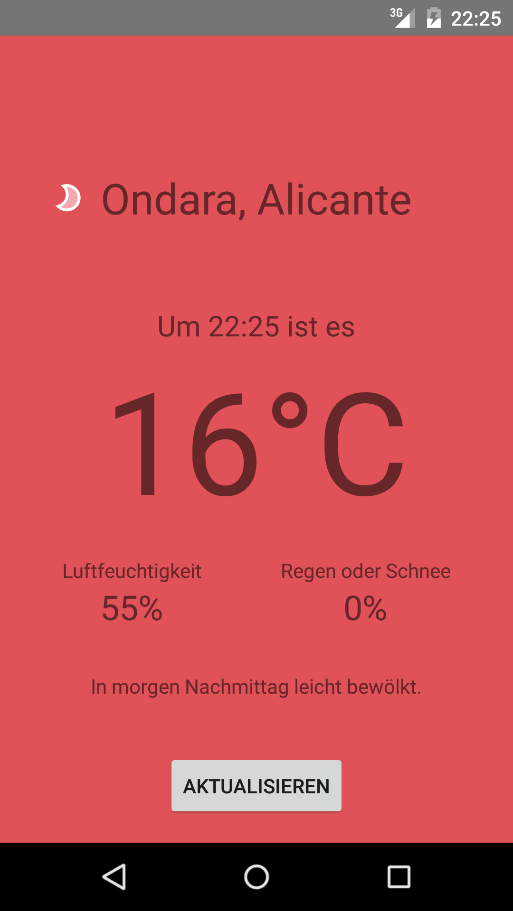 3G 22:25
Ondara, Alicante
Um 22:25 ist es
16°C
Luftfeuchtigkeit Regen oder Schnee
55% 0%
In morgen Nachmittag leicht bewölkt.
AKTUALISIEREN